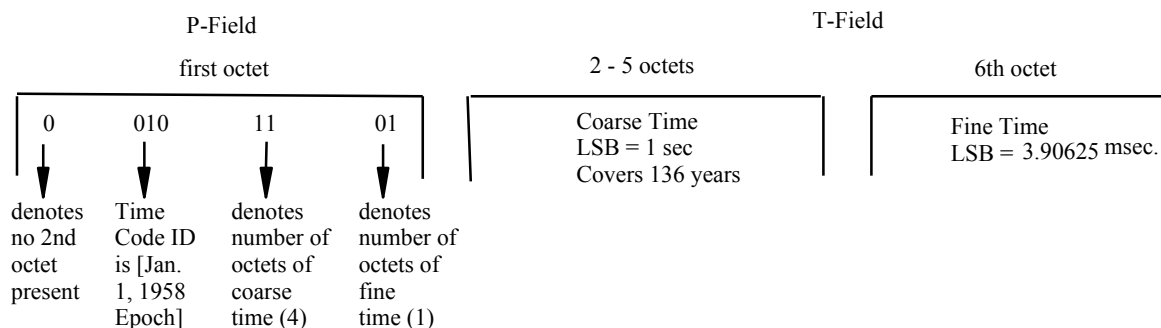 P-Field
T-Field
first octet
2 - 5 octets
6th octet
0
010
11
01
denotes
no 2nd
octet
present
Time
Code ID
is [Jan.
1, 1958
Epoch]
denotes
number of
octets of
coarse
time (4)
denotes
number of
octets of
fine
time (1)
Coarse Time
LSB = 1 sec
Covers 136 years
Fine Time
LSB = 3.90625 msec.